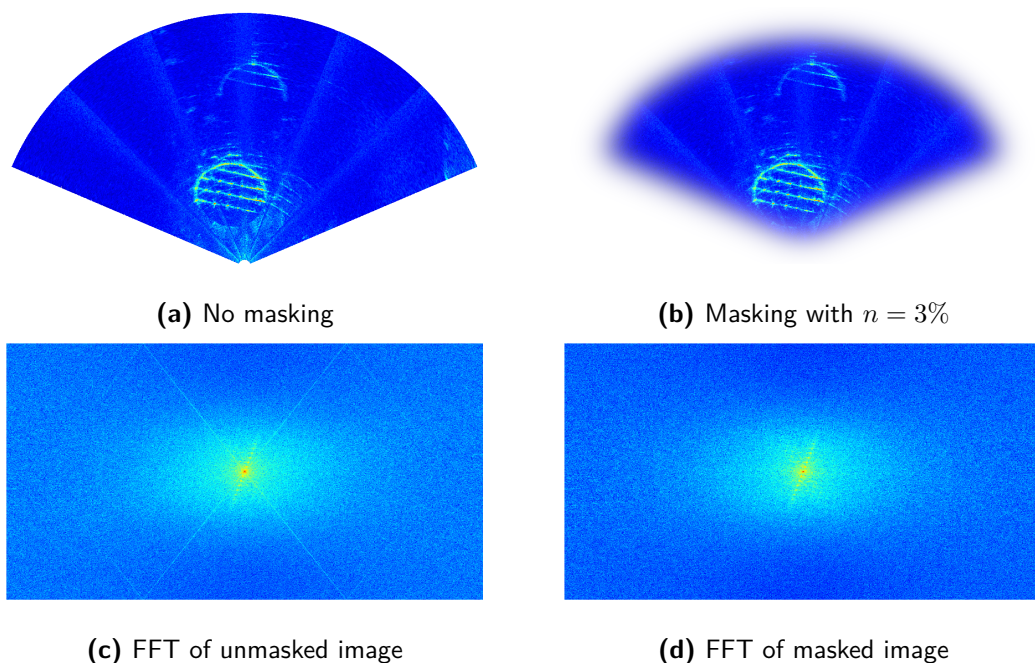 (a) No masking
(b) Masking with n = 3%
(c) FFT of unmasked image
(d) FFT of masked image